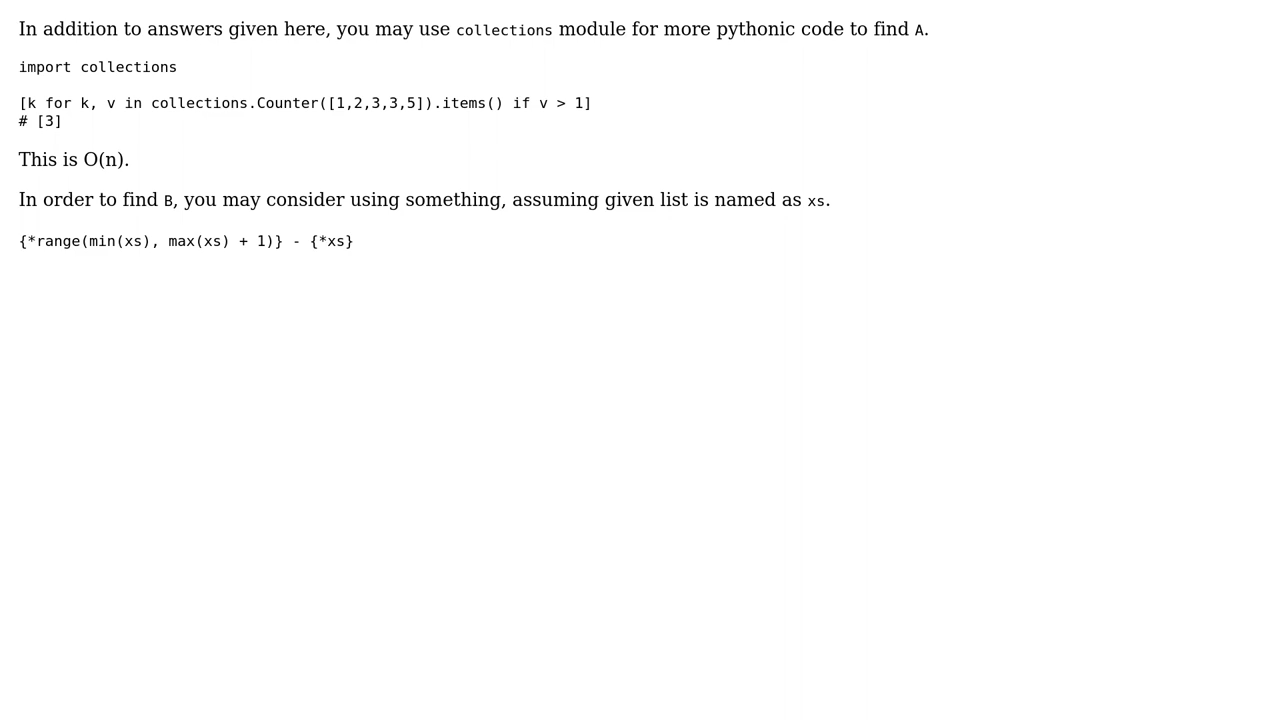 In addition to answers given here, you may use collections module for more pythonic code to find A.
import collections
[k for k, v in collections.Counter([1,2,3,3,5]).items() if v > 1]
# [3]
This is O(n).
In order to find B, you may consider using something, assuming given list is named as xs.
{*range(min(xs), max(xs) + 1)} - {*xs}